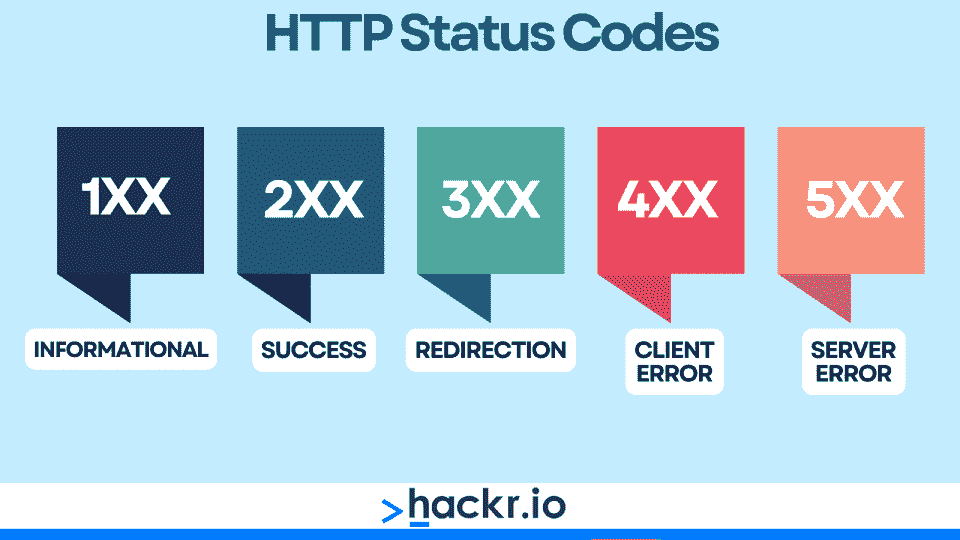 HTTP Status Codes
1XX
2XX
3XX
4XX
5XX
INFORMATIONAL
SUCCESS
REDIRECTION
CLIENT
ERROR
SERVER
ERROR
>hackr.io